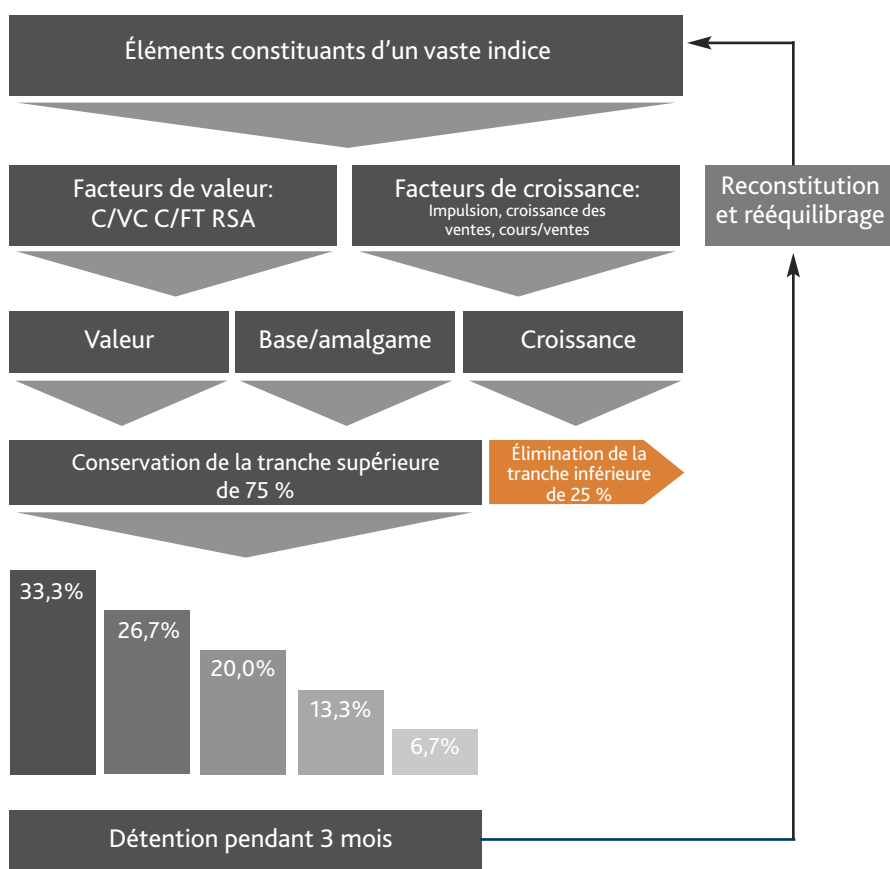 Éléments constituants d'un vaste indice
Facteurs de valeur:
C/VC C/FT RSA
Facteurs de croissance:
Impulsion, croissance des
ventes, cours/ventes
Reconstitution
et rééquilibrage
Valeur
Base/amalgame
Croissance
Conservation de la tranche supérieure
de 75 %
Élimination de la
tranche inférieure
de 25 %
33,3%
26,7%
20,0%
13,3%
6,7%
Détention pendant 3 mois